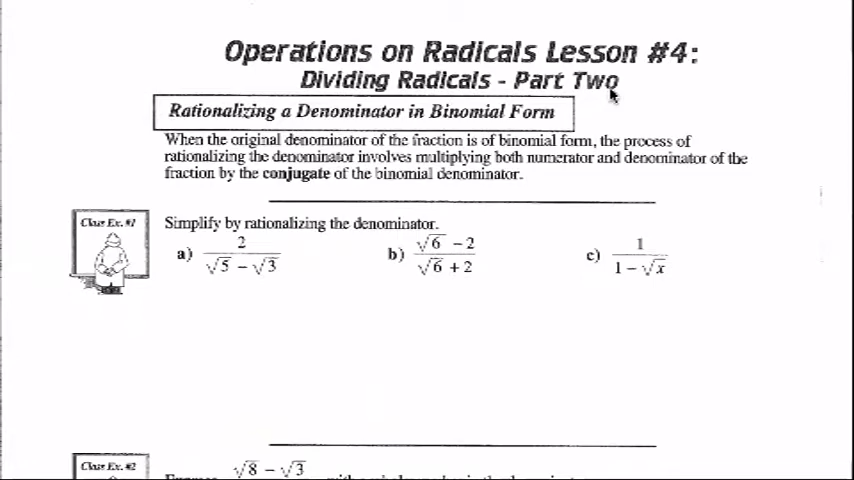 Operations on Radicals Lesson #4:
Dividing Radicals - Part Two
Rationalizing a Denominator in Binomial Form
When the original denominator of the fraction is of binomial form, the process of
rationalizing the denominator involves multiplying both numerator and denominator of the
fraction by the conjugate of the binomial denominator.
Class Ex. #1
Simplify by rationalizing the denominator.
a) 2 / (√5 − √3)
b) (√6 − 2) / (√6 + 2)
c) 1 / (1 − √x)
Class Ex. #2
√8 − √3